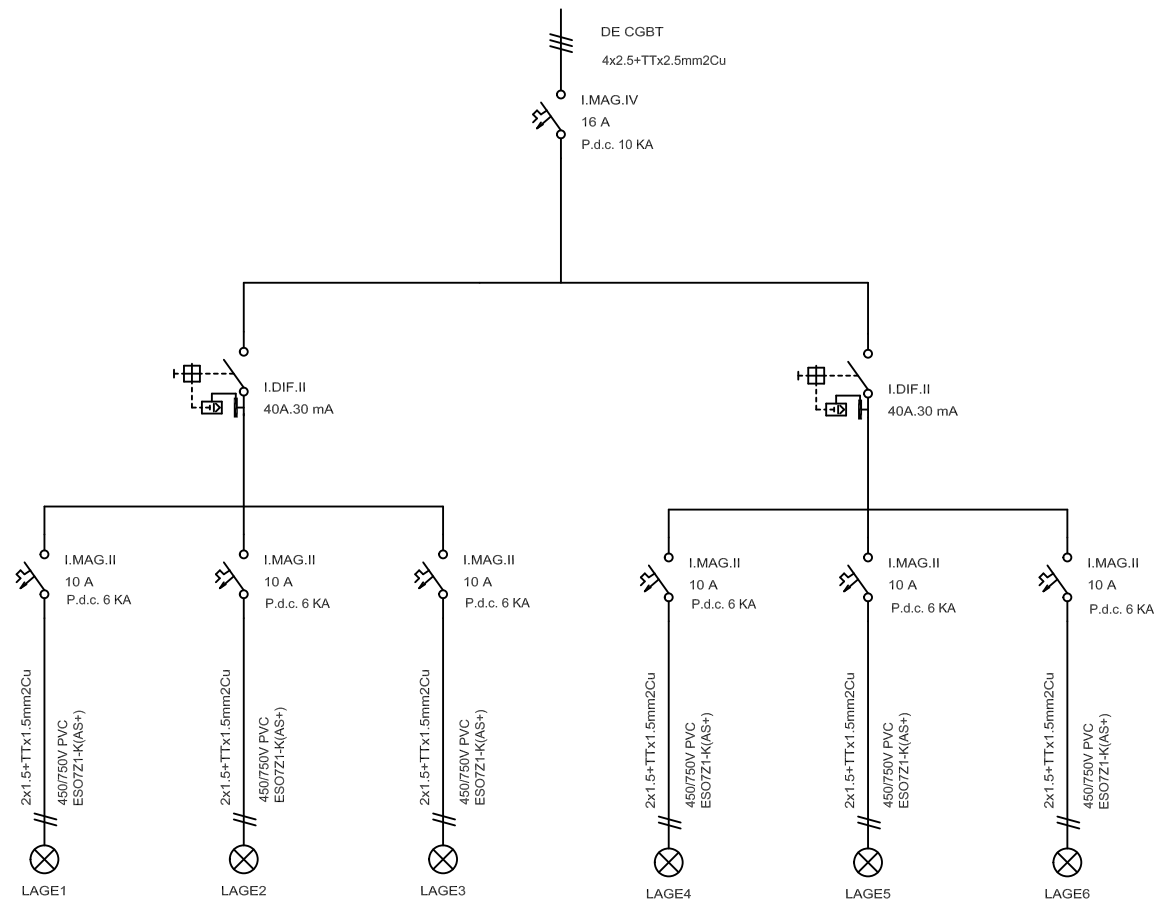 DE CGBT
4x2.5+TTx2.5mm2Cu
I.MAG.IV
16 A
P.d.c. 10 KA
I.DIF.II
40A.30 mA
I.DIF.II
40A.30 mA
I.MAG.II
10 A
P.d.c. 6 KA
I.MAG.II
10 A
P.d.c. 6 KA
I.MAG.II
10 A
P.d.c. 6 KA
I.MAG.II
10 A
P.d.c. 6 KA
I.MAG.II
10 A
P.d.c. 6 KA
I.MAG.II
10 A
P.d.c. 6 KA
2x1.5+TTx1.5mm2Cu
450/750V PVC
ESO7Z1-K(AS+)
2x1.5+TTx1.5mm2Cu
450/750V PVC
ESO7Z1-K(AS+)
2x1.5+TTx1.5mm2Cu
450/750V PVC
ESO7Z1-K(AS+)
2x1.5+TTx1.5mm2Cu
450/750V PVC
ESO7Z1-K(AS+)
2x1.5+TTx1.5mm2Cu
450/750V PVC
ESO7Z1-K(AS+)
2x1.5+TTx1.5mm2Cu
450/750V PVC
ESO7Z1-K(AS+)
LAGE1
LAGE2
LAGE3
LAGE4
LAGE5
LAGE6